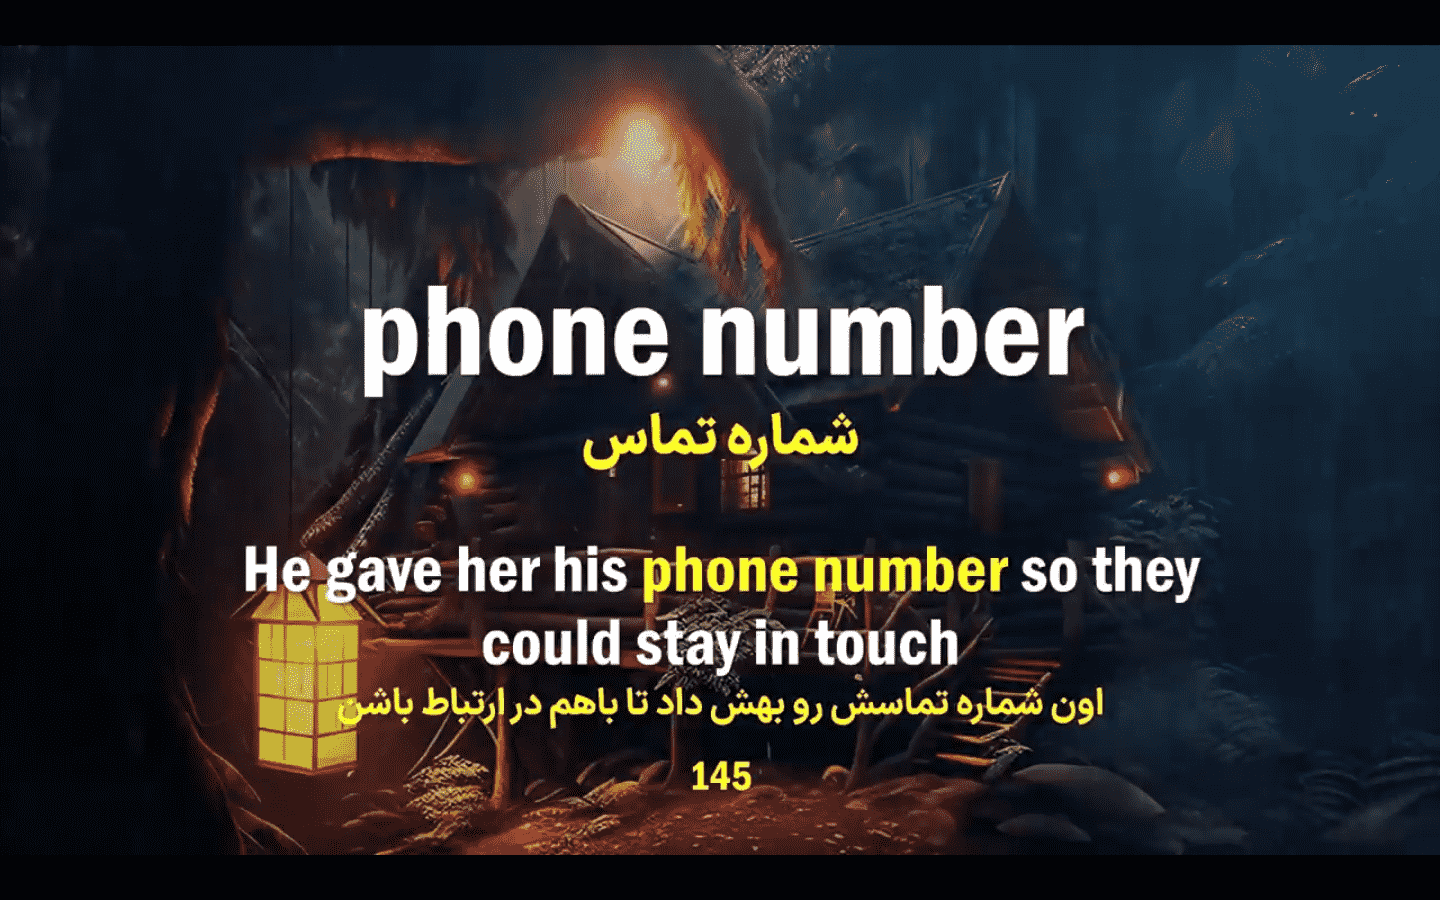 phone number
شماره تماس
He gave her his phone number so they
could stay in touch
اون شماره تماسش رو بهش داد تا باهم در ارتباط باشن
145